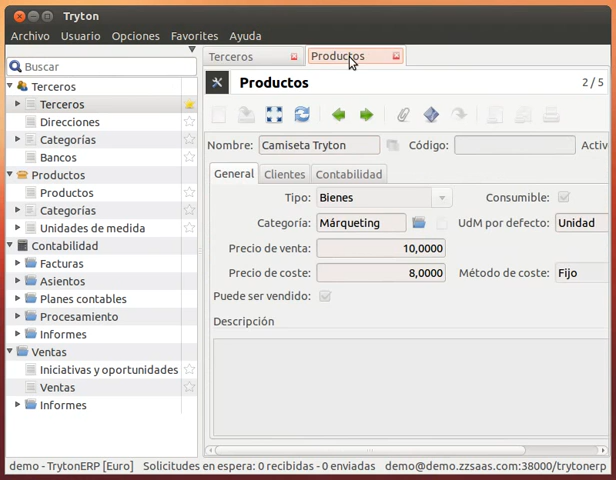 Tryton
Archivo Usuario Opciones Favorites Ayuda
Buscar
Terceros
Terceros
Direcciones
Categorías
Bancos
Productos
Productos
Categorías
Unidades de medida
Contabilidad
Facturas
Asientos
Planes contables
Procesamiento
Informes
Ventas
Iniciativas y oportunidades
Ventas
Informes
Terceros Productos
Productos 2 / 5
Nombre: Camiseta Tryton Código: Activ
General Clientes Contabilidad
Tipo: Bienes Consumible:
Categoría: Márqueting UdM por defecto: Unidad
Precio de venta: 10,0000
Precio de coste: 8,0000 Método de coste: Fijo
Puede ser vendido:
Descripción
demo - TrytonERP [Euro] Solicitudes en espera: 0 recibidas - 0 enviadas demo@demo.zzsaas.com:38000/trytonerp